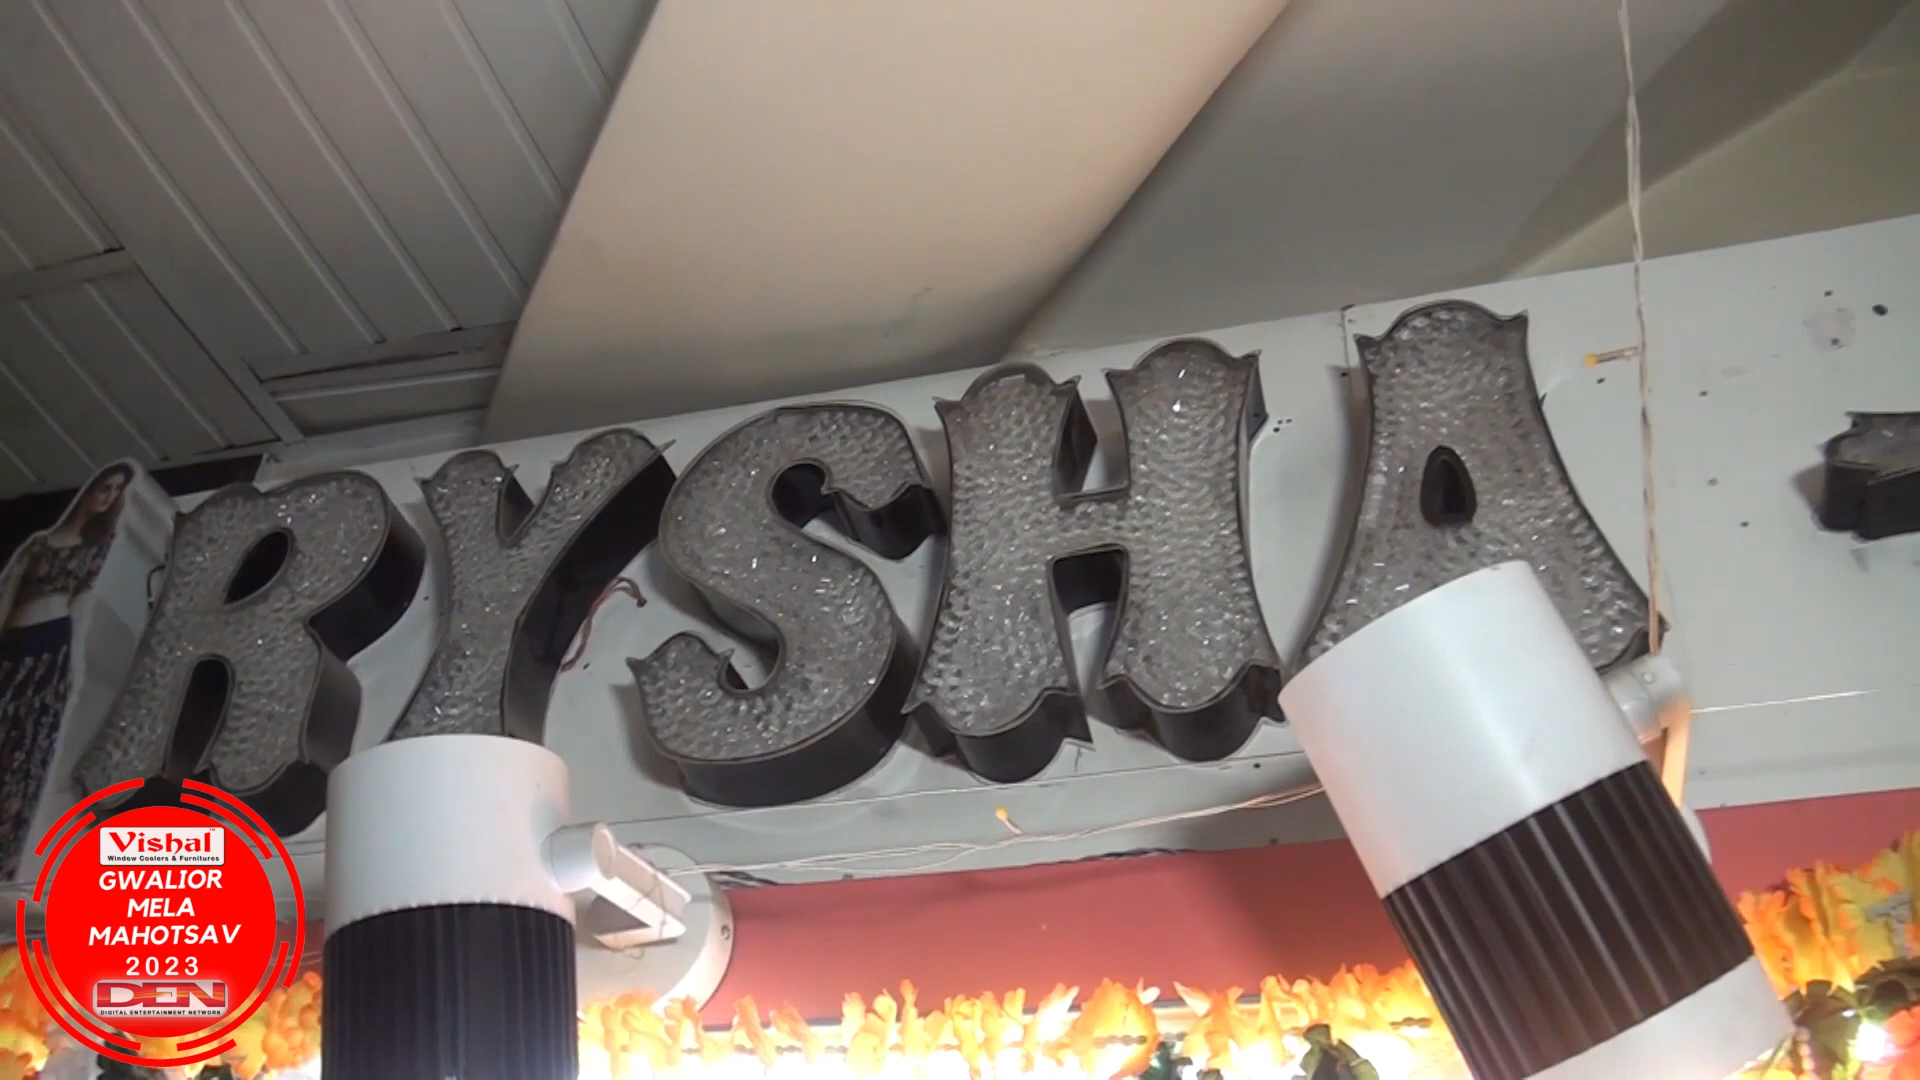 RYSHA
Vishal
Window Coolers & Furnitures
GWALIOR
MELA
MAHOTSAV
2023
DEN
DIGITAL ENTERTAINMENT NETWORK